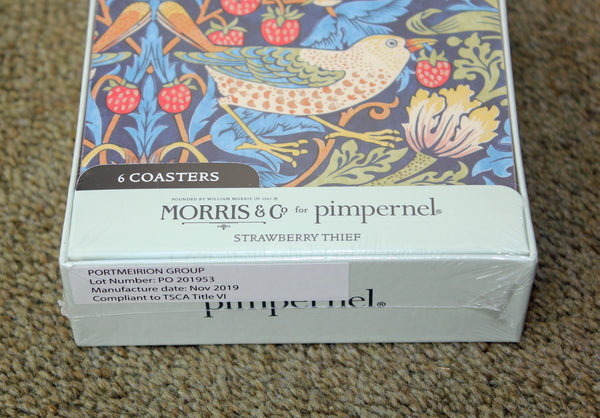 6 COASTERS
FOUNDED BY WILLIAM MORRIS IN 1861 ®
MORRIS & Co for pimpernel®
STRAWBERRY THIEF
PORTMEIRION GROUP
Lot Number: PO 201953
Manufacture date: Nov 2019
Compliant to TSCA Title VI
pimpernel®